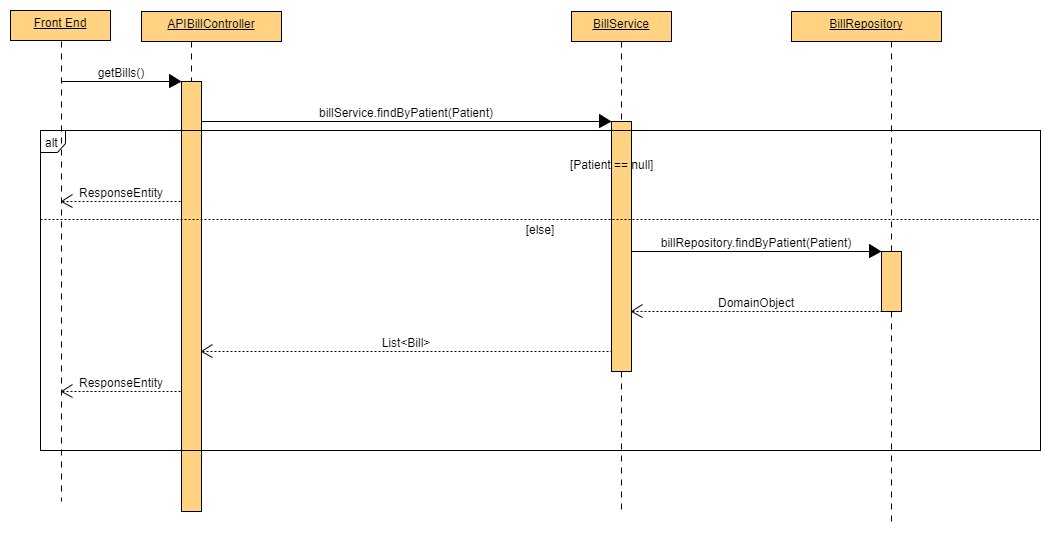 Front End
APIBillController
BillService
BillRepository
getBills()
billService.findByPatient(Patient)
alt
[Patient == null]
ResponseEntity
[else]
billRepository.findByPatient(Patient)
DomainObject
List<Bill>
ResponseEntity